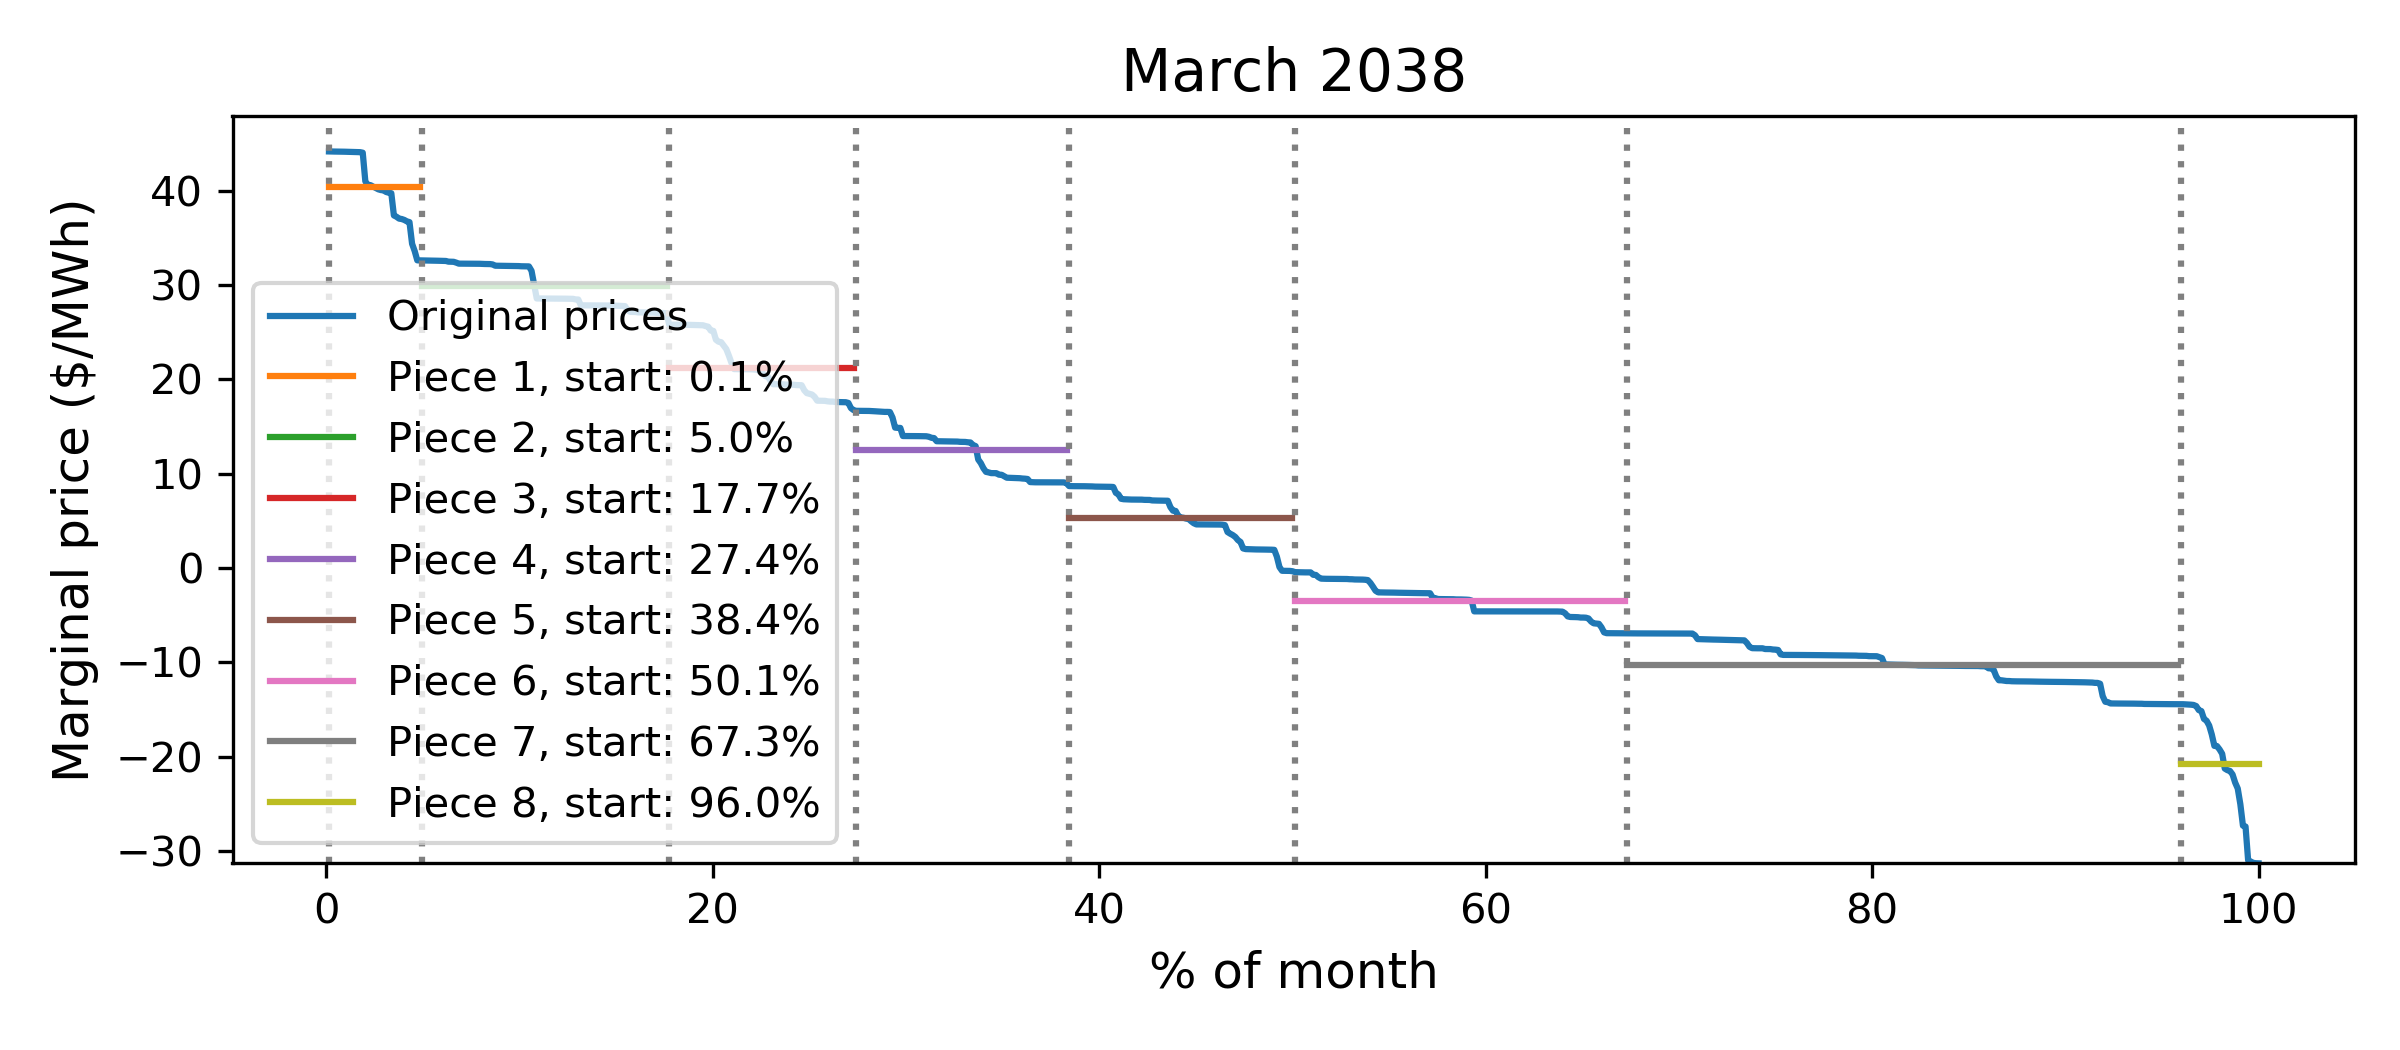 March 2038
Marginal price ($/MWh)
40
30
20
10
0
−10
−20
−30
Original prices
Piece 1, start: 0.1%
Piece 2, start: 5.0%
Piece 3, start: 17.7%
Piece 4, start: 27.4%
Piece 5, start: 38.4%
Piece 6, start: 50.1%
Piece 7, start: 67.3%
Piece 8, start: 96.0%
0 20 40 60 80 100
% of month